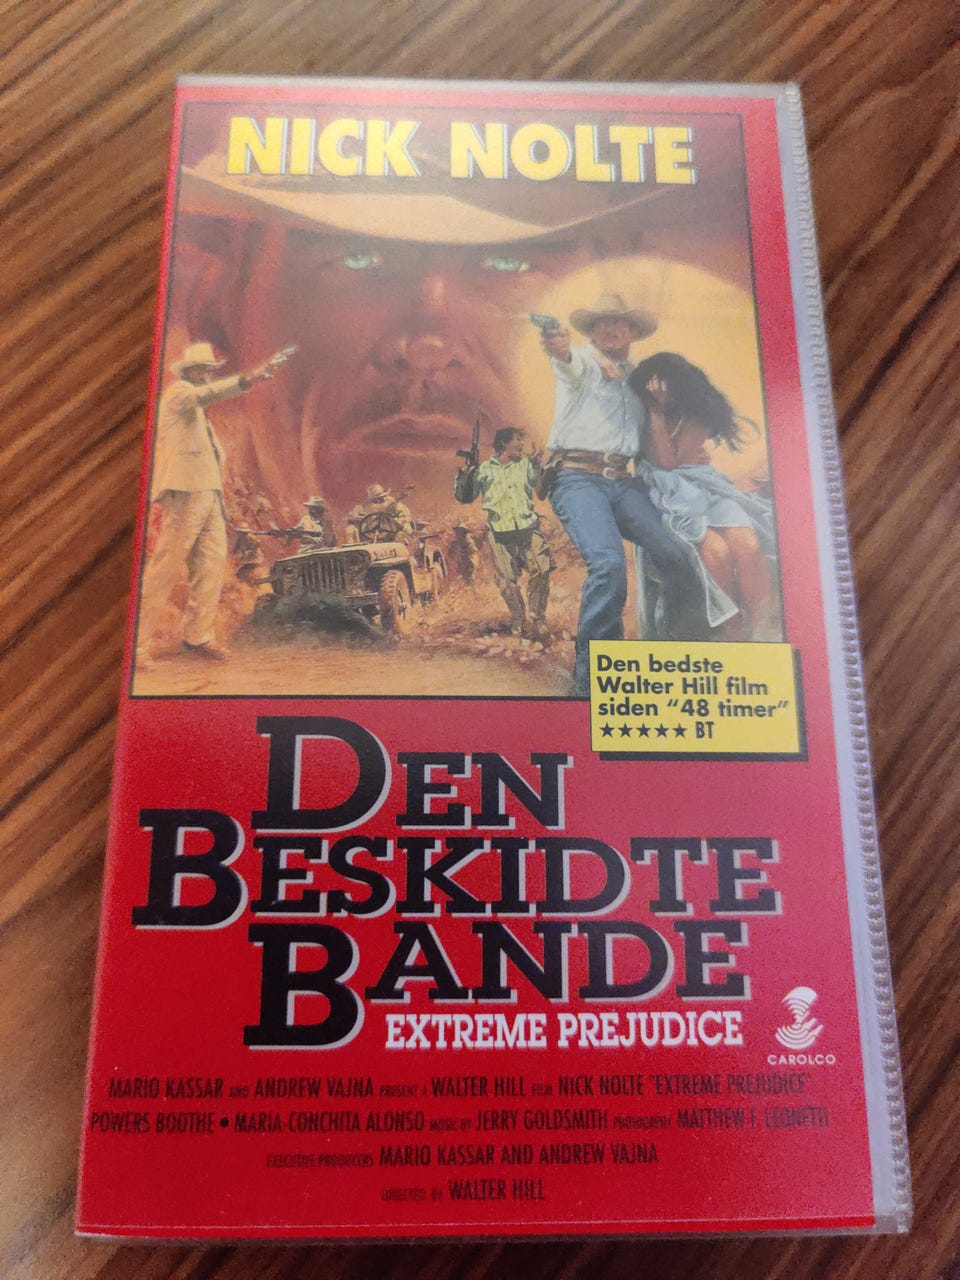 NICK NOLTE
Den bedste
Walter Hill film
siden "48 timer"
★★★★★ BT
DEN
BESKIDTE
BANDE
EXTREME PREJUDICE
CAROLCO
MARIO KASSAR AND ANDREW VAJNA PRESENT A WALTER HILL FILM NICK NOLTE "EXTREME PREJUDICE"
POWERS BOOTHE • MARIA-CONCHITA ALONSO MUSIC BY JERRY GOLDSMITH PHOTOGRAPHY MATTHEW F. LEONETTI
EXECUTIVE PRODUCERS MARIO KASSAR AND ANDREW VAJNA
DIRECTED BY WALTER HILL